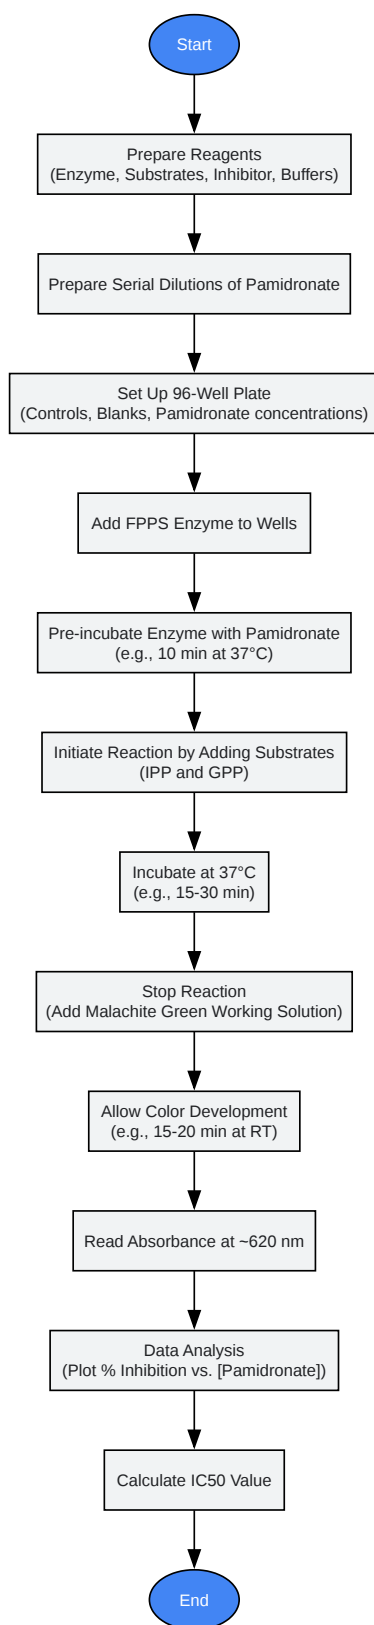 Start
Prepare Reagents
(Enzyme, Substrates, Inhibitor, Buffers)
Prepare Serial Dilutions of Pamidronate
Set Up 96-Well Plate
(Controls, Blanks, Pamidronate concentrations)
Add FPPS Enzyme to Wells
Pre-incubate Enzyme with Pamidronate
(e.g., 10 min at 37°C)
Initiate Reaction by Adding Substrates
(IPP and GPP)
Incubate at 37°C
(e.g., 15-30 min)
Stop Reaction
(Add Malachite Green Working Solution)
Allow Color Development
(e.g., 15-20 min at RT)
Read Absorbance at ~620 nm
Data Analysis
(Plot % Inhibition vs. [Pamidronate])
Calculate IC50 Value
End